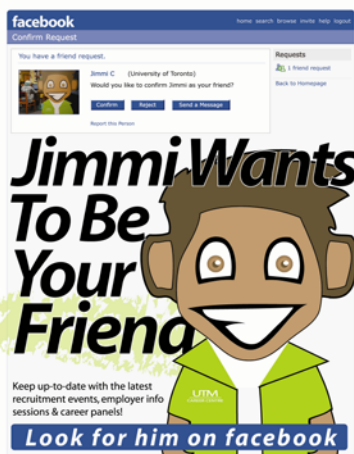 facebook
home search browse invite help logout
Confirm Request
You have a friend request.
Requests
Jimmi C (University of Toronto)
1 friend request
Would you like to confirm Jimmi as your friend?
Back to Homepage
Confirm Reject Send a Message
Report this Person
Jimmi Wants
To Be
Your
Friend
Keep up-to-date with the latest
recruitment events, employer info
sessions & career panels!
UTM
CAREER CENTRE
Look for him on facebook